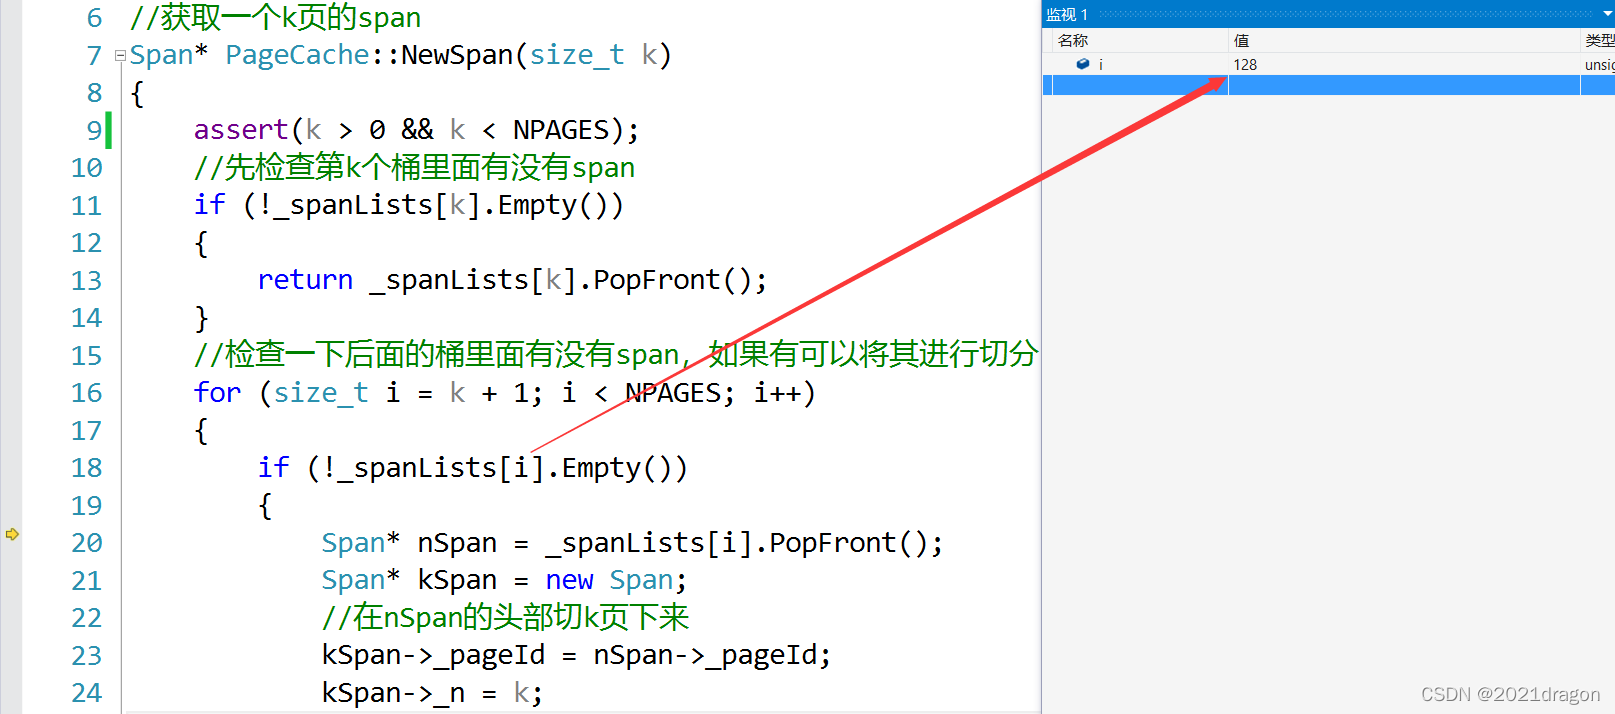 6 //获取一个k页的span
7 Span* PageCache::NewSpan(size_t k)
8 {
9 assert(k > 0 && k < NPAGES);
10 //先检查第k个桶里面有没有span
11 if (!_spanLists[k].Empty())
12 {
13 return _spanLists[k].PopFront();
14 }
15 //检查一下后面的桶里面有没有span，如果有可以将其进行切分
16 for (size_t i = k + 1; i < NPAGES; i++)
17 {
18 if (!_spanLists[i].Empty())
19 {
20 Span* nSpan = _spanLists[i].PopFront();
21 Span* kSpan = new Span;
22 //在nSpan的头部切k页下来
23 kSpan->_pageId = nSpan->_pageId;
24 kSpan->_n = k;
监视 1
名称 值 类型
i 128 unsig
CSDN @2021dragon